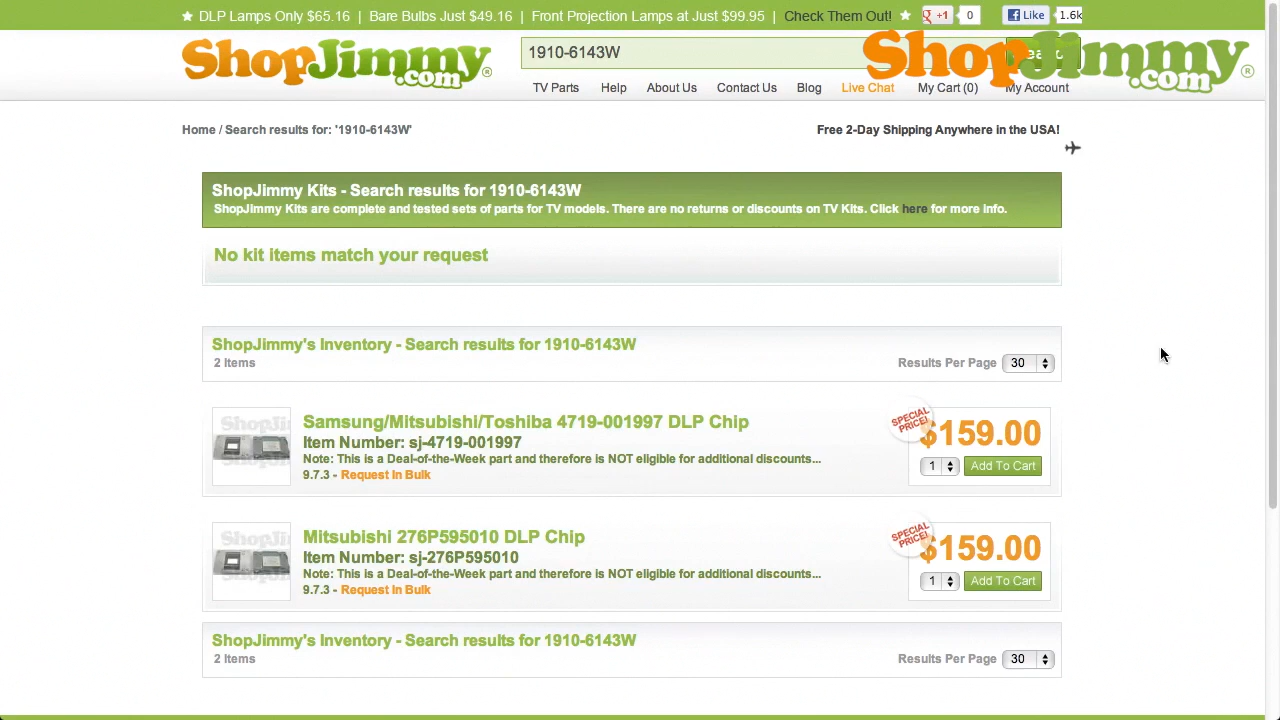 DLP Lamps Only $65.16 | Bare Bulbs Just $49.16 | Front Projection Lamps at Just $99.95 | Check Them Out!
+1 0 Like 1.6k
ShopJimmy.com®
1910-6143W
ShopJimmy.com®
TV Parts Help About Us Contact Us Blog Live Chat My Cart (0) My Account
Home / Search results for: '1910-6143W'
Free 2-Day Shipping Anywhere in the USA!
ShopJimmy Kits - Search results for 1910-6143W
ShopJimmy Kits are complete and tested sets of parts for TV models. There are no returns or discounts on TV Kits. Click here for more info.
No kit items match your request
ShopJimmy's Inventory - Search results for 1910-6143W
2 Items
Results Per Page 30
Samsung/Mitsubishi/Toshiba 4719-001997 DLP Chip
Item Number: sj-4719-001997
Note: This is a Deal-of-the-Week part and therefore is NOT eligible for additional discounts...
9.7.3 - Request In Bulk
SPECIAL PRICE!
$159.00
1 Add To Cart
Mitsubishi 276P595010 DLP Chip
Item Number: sj-276P595010
Note: This is a Deal-of-the-Week part and therefore is NOT eligible for additional discounts...
9.7.3 - Request In Bulk
SPECIAL PRICE!
$159.00
1 Add To Cart
ShopJimmy's Inventory - Search results for 1910-6143W
2 Items
Results Per Page 30